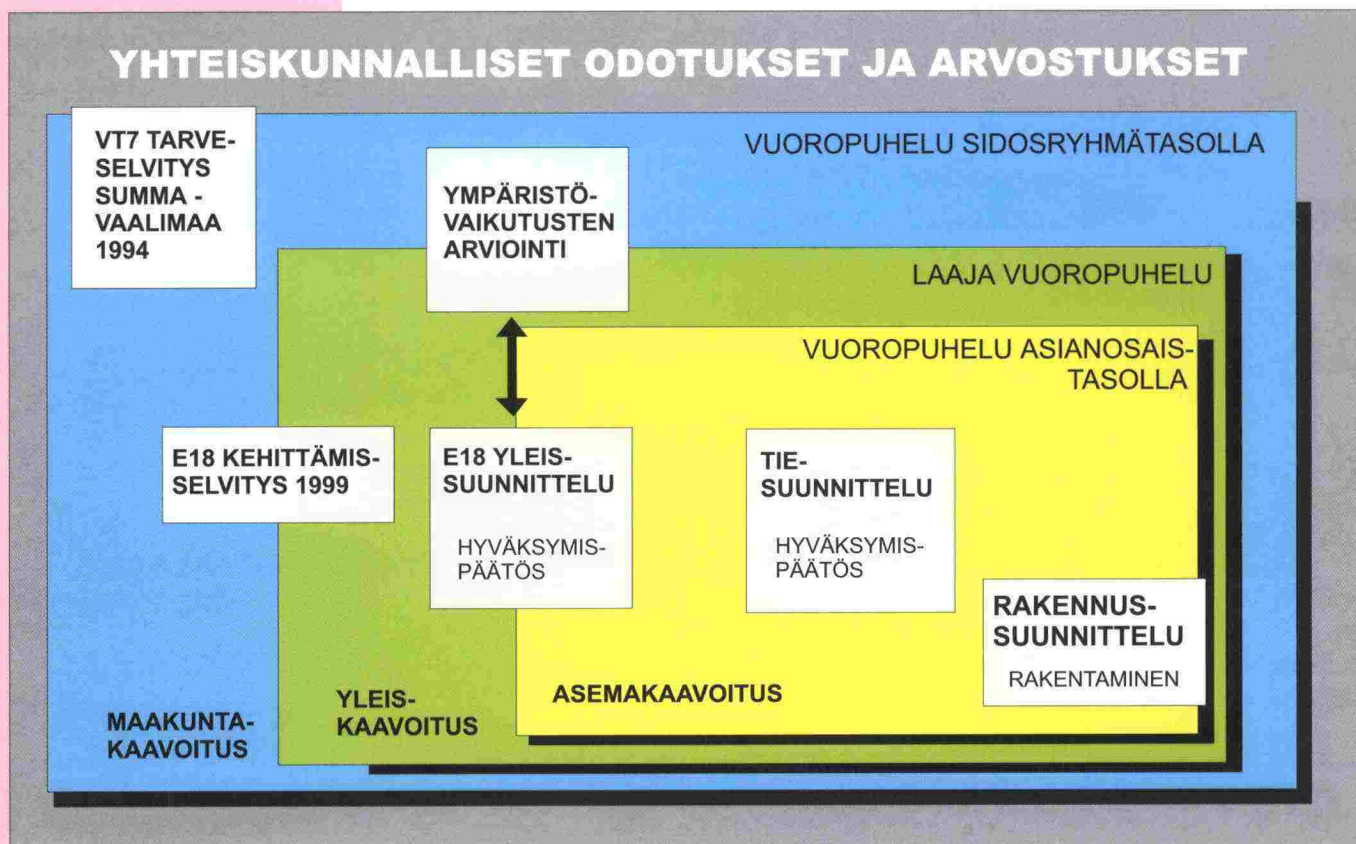 YHTEISKUNNALLISET ODOTUKSET JA ARVOSTUKSET
VT7 TARVE-
SELVITYS
SUMMA -
VAALIMAA
1994
VUOROPUHELU SIDOSRYHMÄTASOLLA
YMPÄRISTÖ-
VAIKUTUSTEN
ARVIOINTI
LAAJA VUOROPUHELU
VUOROPUHELU ASIANOSAIS-
TASOLLA
E18 KEHITTÄMIS-
SELVITYS 1999
E18 YLEIS-
SUUNNITTELU
HYVÄKSYMIS-
PÄÄTÖS
TIE-
SUUNNITTELU
HYVÄKSYMIS-
PÄÄTÖS
RAKENNUS-
SUUNNITTELU
RAKENTAMINEN
MAAKUNTA-
KAAVOITUS
YLEIS-
KAAVOITUS
ASEMAKAAVOITUS